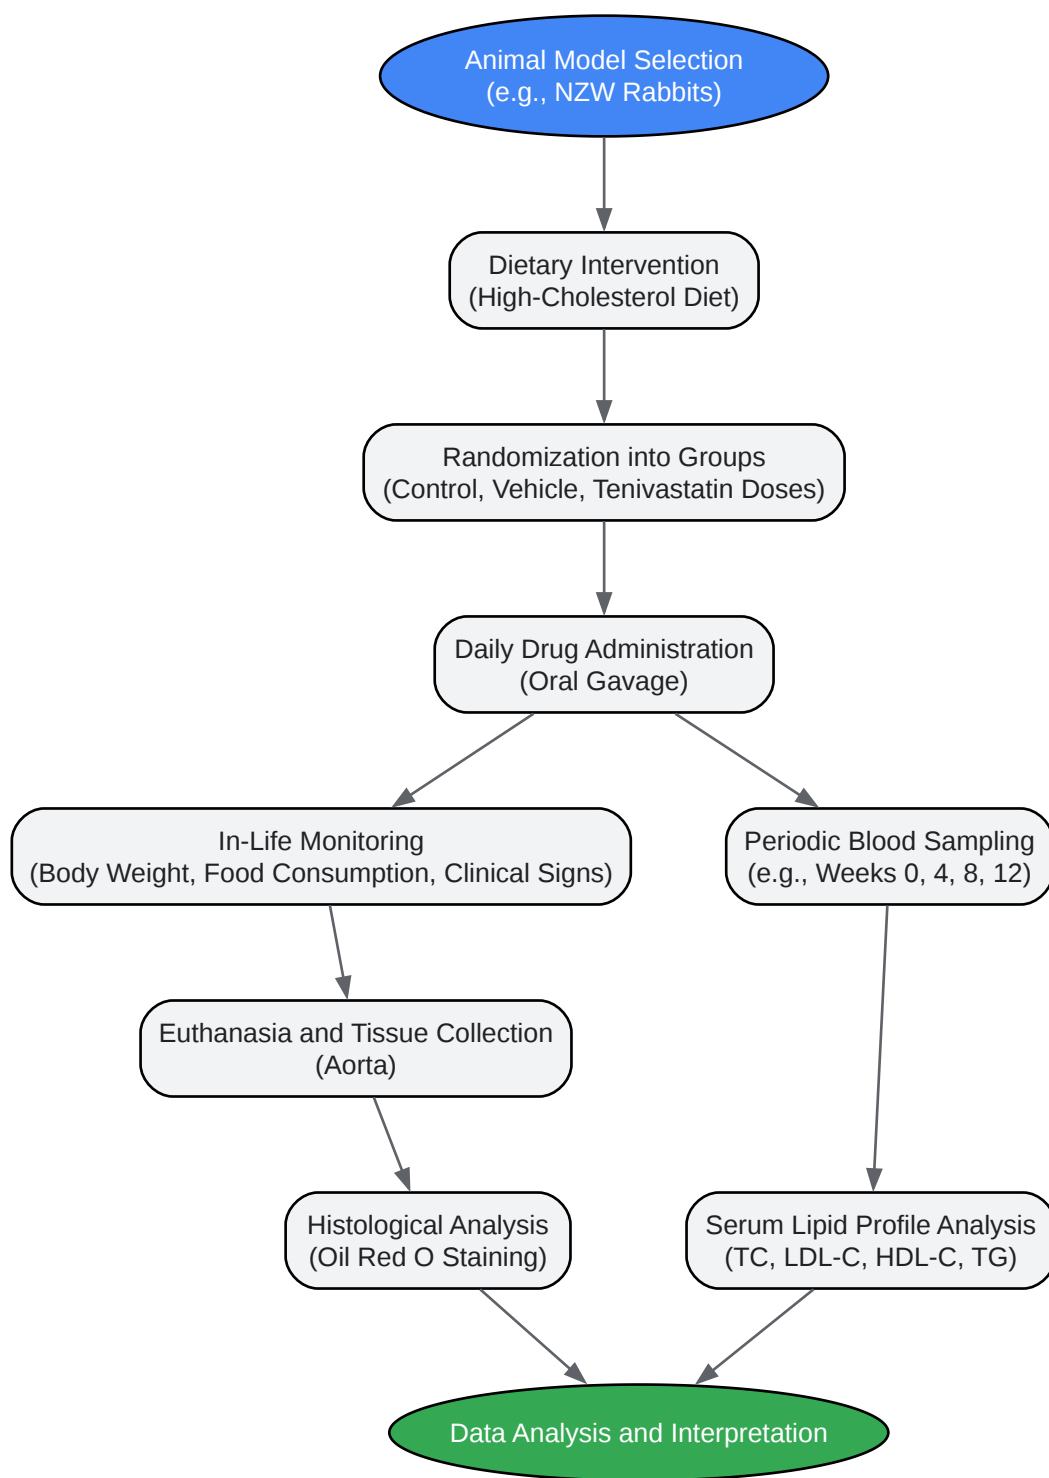 Animal Model Selection
(e.g., NZW Rabbits)
Dietary Intervention
(High-Cholesterol Diet)
Randomization into Groups
(Control, Vehicle, Tenivastatin Doses)
Daily Drug Administration
(Oral Gavage)
In-Life Monitoring
(Body Weight, Food Consumption, Clinical Signs)
Periodic Blood Sampling
(e.g., Weeks 0, 4, 8, 12)
Euthanasia and Tissue Collection
(Aorta)
Histological Analysis
(Oil Red O Staining)
Serum Lipid Profile Analysis
(TC, LDL-C, HDL-C, TG)
Data Analysis and Interpretation